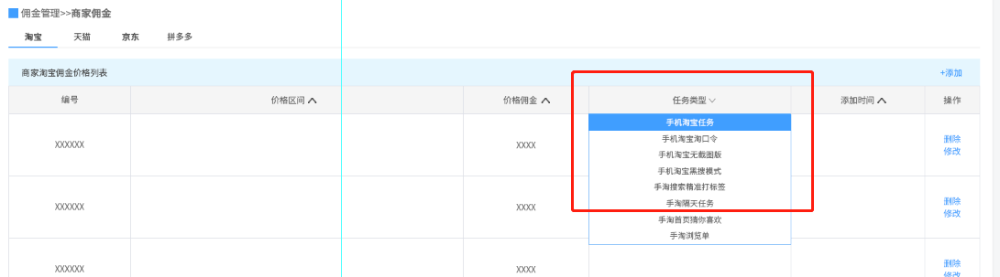 佣金管理>>商家佣金
淘宝 天猫 京东 拼多多
商家淘宝佣金价格列表 +添加
编号 价格区间 价格佣金 任务类型 添加时间 操作
手机淘宝任务
手机淘宝淘口令
XXXXXX XXXX 删除
修改
手机淘宝无截图版
手机淘宝黑搜模式
手淘搜索精准打标签
手淘隔天任务
XXXXXX XXXX 删除
修改
手淘首页猜你喜欢
手淘浏览单
XXXXXX XXXX 删除
修改